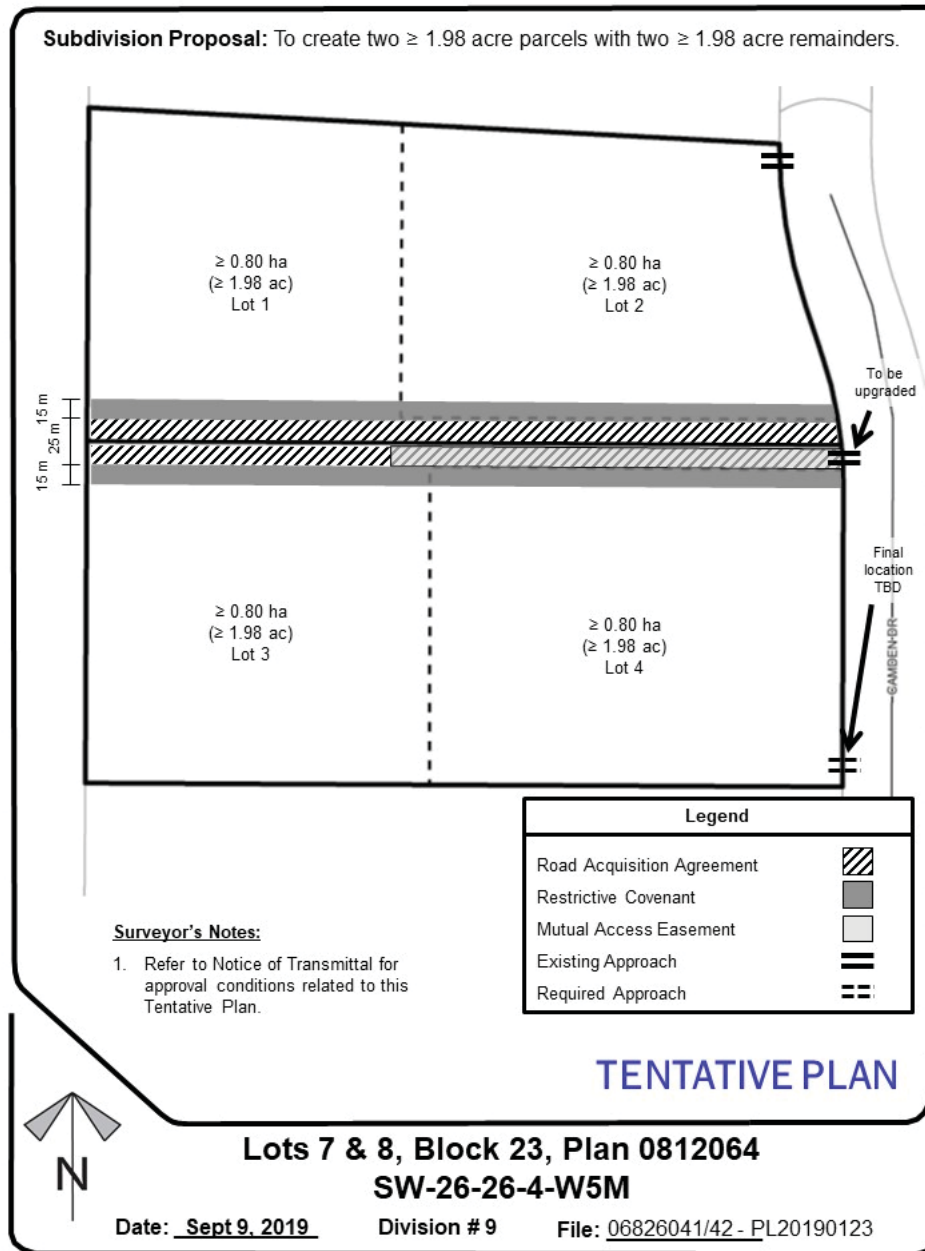 Subdivision Proposal: To create two ≥ 1.98 acre parcels with two ≥ 1.98 acre remainders.
≥ 0.80 ha
(≥ 1.98 ac)
Lot 1
≥ 0.80 ha
(≥ 1.98 ac)
Lot 2
To be
upgraded
15 m
25 m
15 m
Final
location
TBD
≥ 0.80 ha
(≥ 1.98 ac)
Lot 3
≥ 0.80 ha
(≥ 1.98 ac)
Lot 4
CAMDEN DR
Legend
Road Acquisition Agreement
Restrictive Covenant
Mutual Access Easement
Existing Approach
Required Approach
Surveyor's Notes:
1. Refer to Notice of Transmittal for
approval conditions related to this
Tentative Plan.
TENTATIVE PLAN
N
Lots 7 & 8, Block 23, Plan 0812064
SW-26-26-4-W5M
Date: Sept 9, 2019 Division # 9 File: 06826041/42 - PL20190123